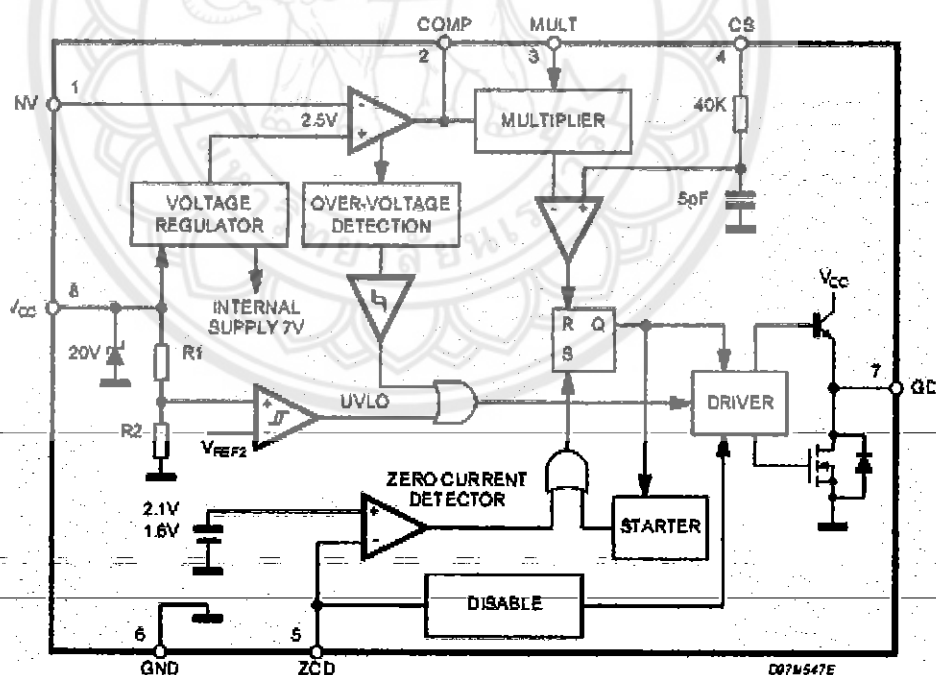 COMP MULT CS
2 3 4
NV 1
2.5V
MULTIPLIER
40K
5pF
VOLTAGE REGULATOR
OVER-VOLTAGE DETECTION
VCC 8
INTERNAL SUPPLY 7V
20V R1
R Q
S
VCC
DRIVER
7 GD
UVLO
R2
VREF2
ZERO CURRENT DETECTOR
2.1V
1.6V
STARTER
DISABLE
6 5
GND ZCD
D97M547E